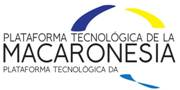 PLATAFORMA TECNOLÓGICA DE LA
MACARONESIA
PLATAFORMA TECNOLÓGICA DA